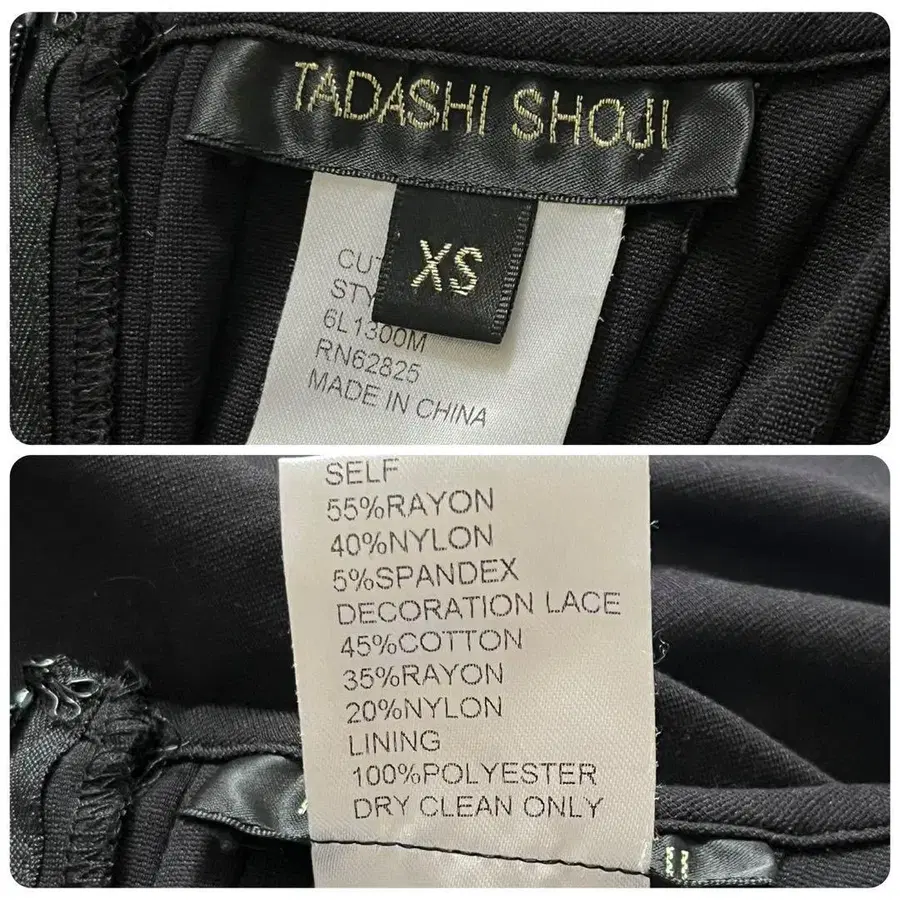 TADASHI SHOJI
XS
CUT
STY
6L1300M
RN62825
MADE IN CHINA
SELF
55%RAYON
40%NYLON
5%SPANDEX
DECORATION LACE
45%COTTON
35%RAYON
20%NYLON
LINING
100%POLYESTER
DRY CLEAN ONLY